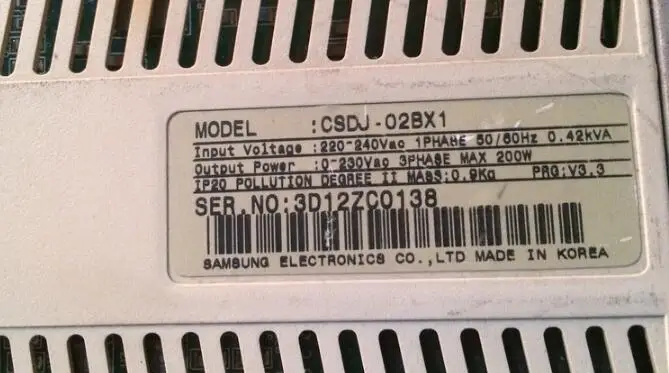 MODEL :CSDJ-02BX1
Input Voltage :220-240Vac 1PHASE 50/60Hz 0.42kVA
Output Power :0-230Vac 3PHASE MAX 200W
IP20 POLLUTION DEGREE II MASS:0.9Kg PRG:V3.3
SER.NO:3D12ZC0138
SAMSUNG ELECTRONICS CO.,LTD MADE IN KOREA